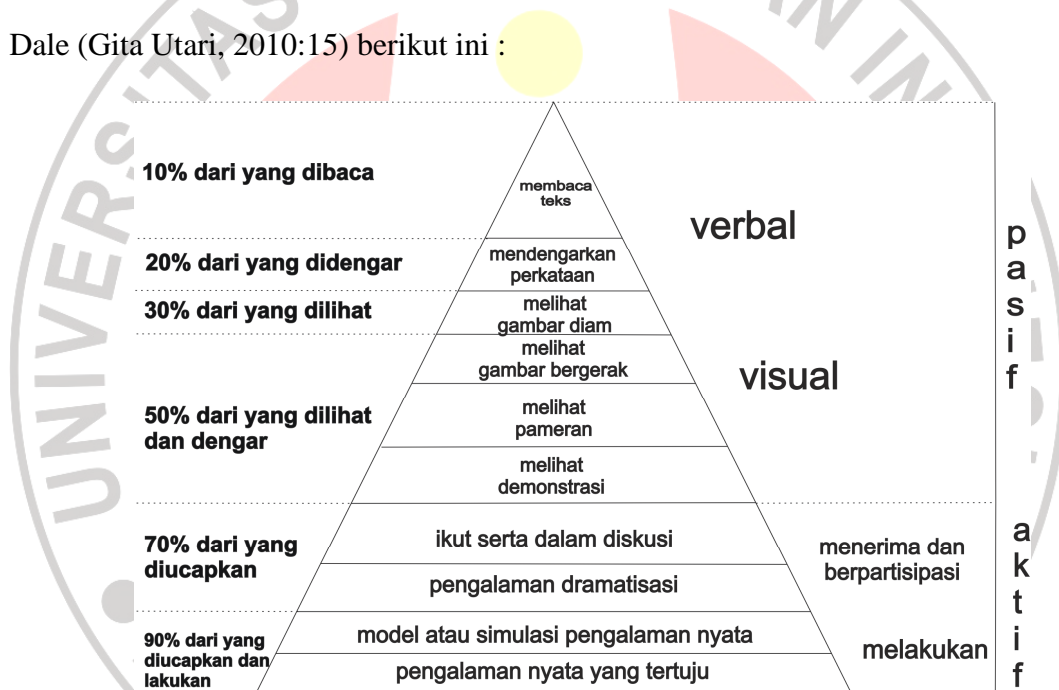 Dale (Gita Utari, 2010:15) berikut ini :
10% dari yang dibaca
membaca
teks
verbal
20% dari yang didengar
mendengarkan
perkataan
30% dari yang dilihat
melihat
gambar diam
melihat
gambar bergerak
visual
pasif
50% dari yang dilihat
dan dengar
melihat
pameran
melihat
demonstrasi
70% dari yang
diucapkan
ikut serta dalam diskusi
pengalaman dramatisasi
menerima dan
berpartisipasi
aktif
90% dari yang
diucapkan dan
lakukan
model atau simulasi pengalaman nyata
pengalaman nyata yang tertuju
melakukan